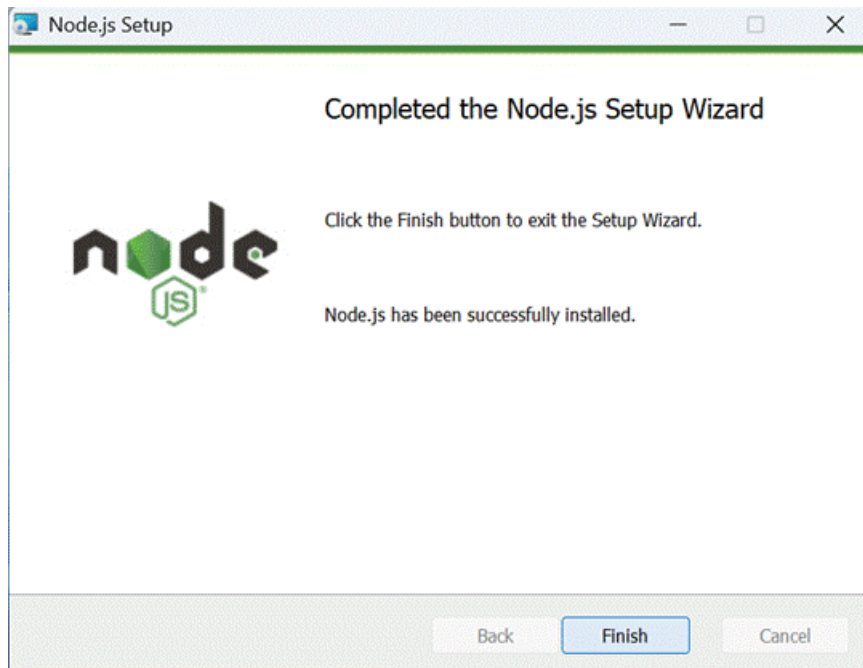 Node.js Setup
Completed the Node.js Setup Wizard
Click the Finish button to exit the Setup Wizard.
node
JS®
Node.js has been successfully installed.
Back Finish Cancel